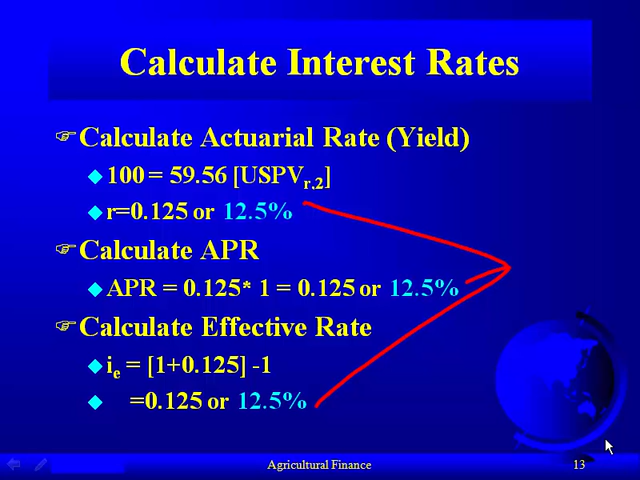 Calculate Interest Rates
Calculate Actuarial Rate (Yield)
100 = 59.56 [USPVr,2]
r=0.125 or 12.5%
Calculate APR
APR = 0.125* 1 = 0.125 or 12.5%
Calculate Effective Rate
ie = [1+0.125] -1
=0.125 or 12.5%
Agricultural Finance
13